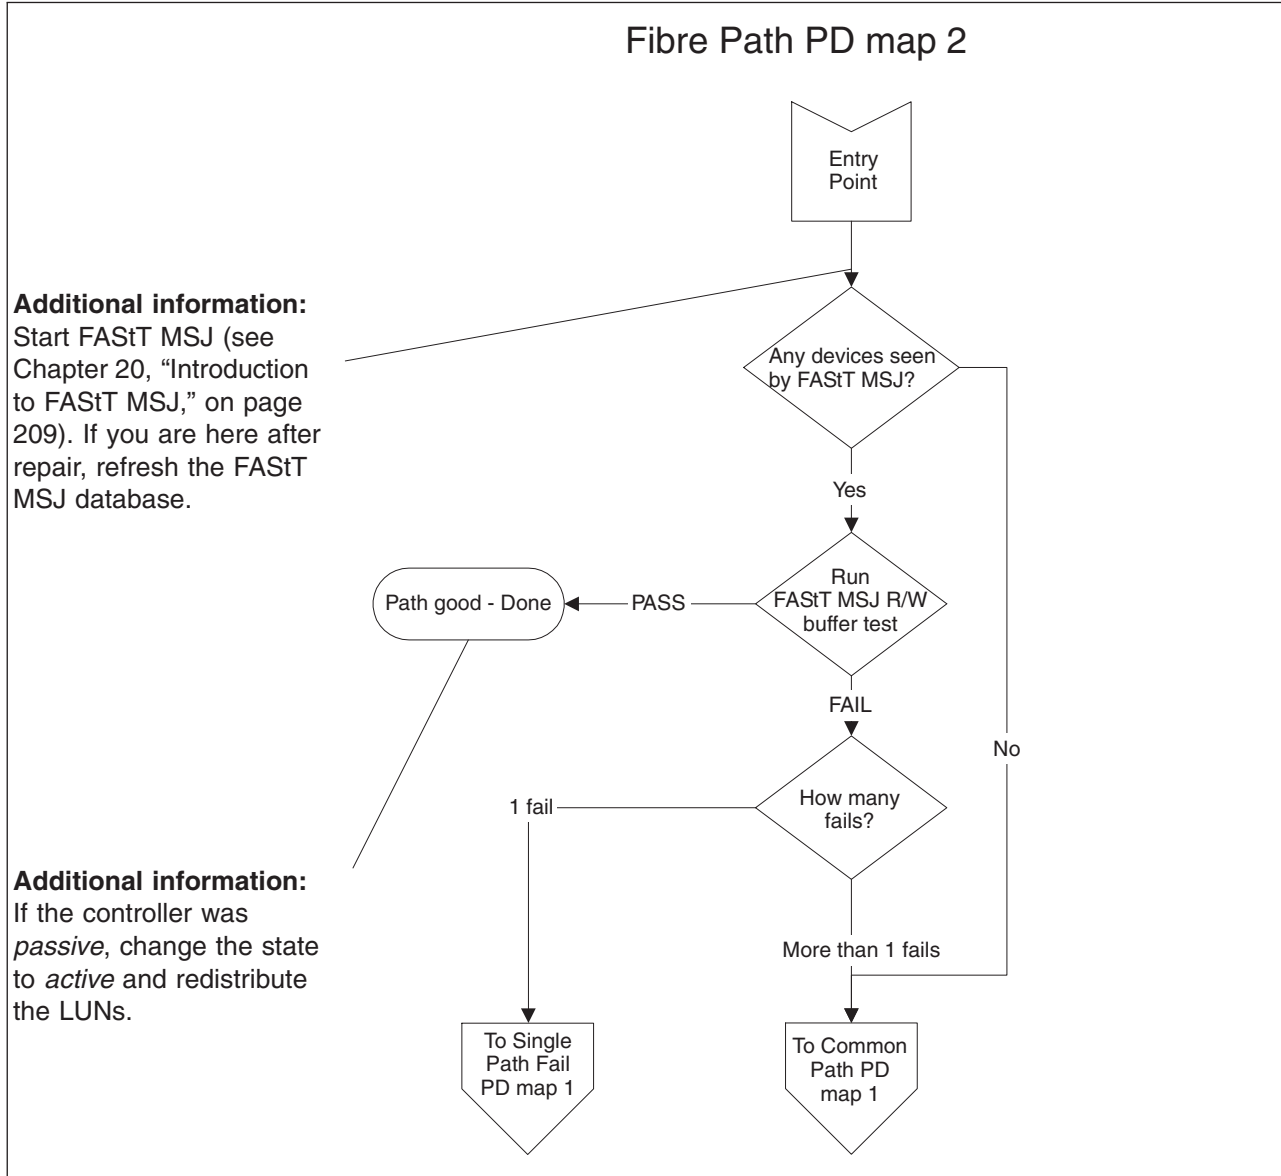 Fibre Path PD map 2
Entry
Point
Additional information:
Start FAStT MSJ (see
Chapter 20, “Introduction
to FAStT MSJ,” on page
209). If you are here after
repair, refresh the FAStT
MSJ database.
Any devices seen
by FAStT MSJ?
Yes
No
Run
FAStT MSJ R/W
buffer test
PASS
Path good - Done
FAIL
How many
fails?
1 fail
More than 1 fails
Additional information:
If the controller was
passive, change the state
to active and redistribute
the LUNs.
To Single
Path Fail
PD map 1
To Common
Path PD
map 1